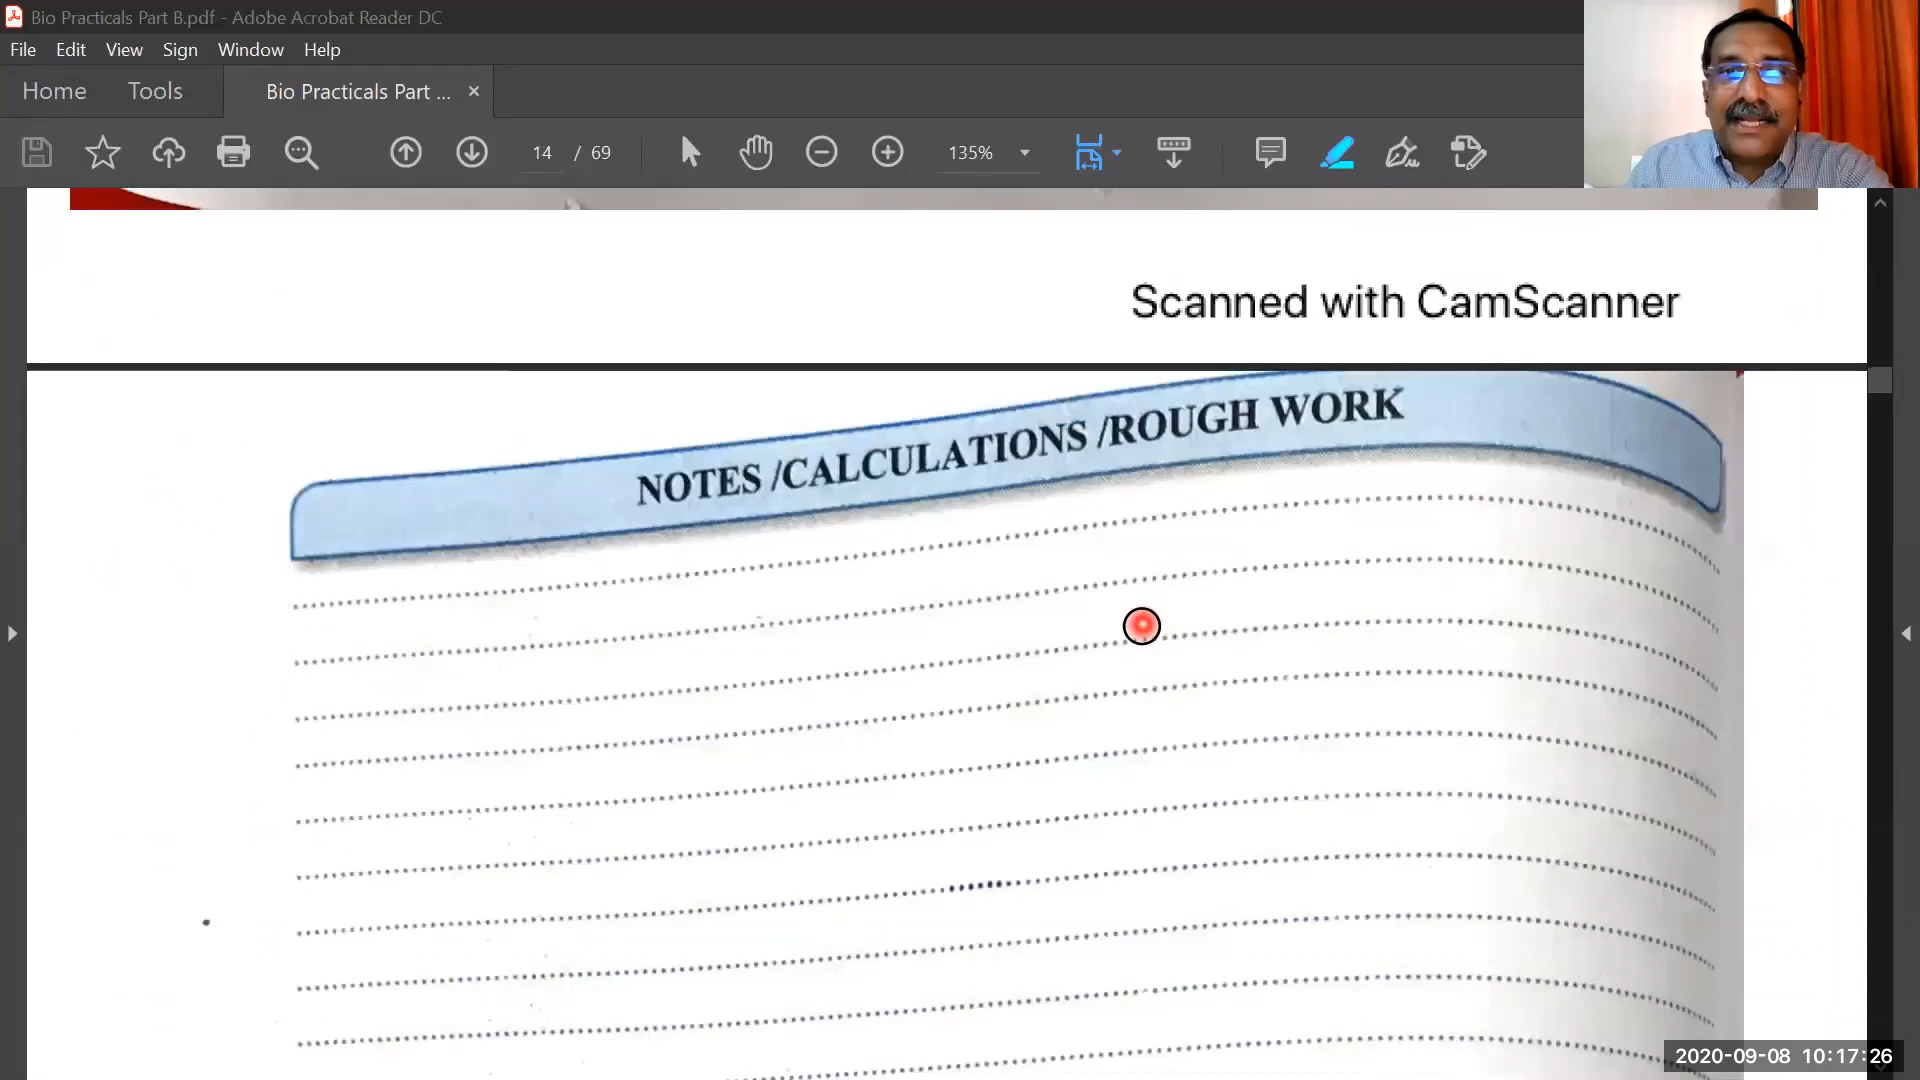 Bio Practicals Part B.pdf - Adobe Acrobat Reader DC
File Edit View Sign Window Help
Home Tools Bio Practicals Part ... ×
14 / 69 135%
Scanned with CamScanner
NOTES /CALCULATIONS /ROUGH WORK
2020-09-08 10:17:26